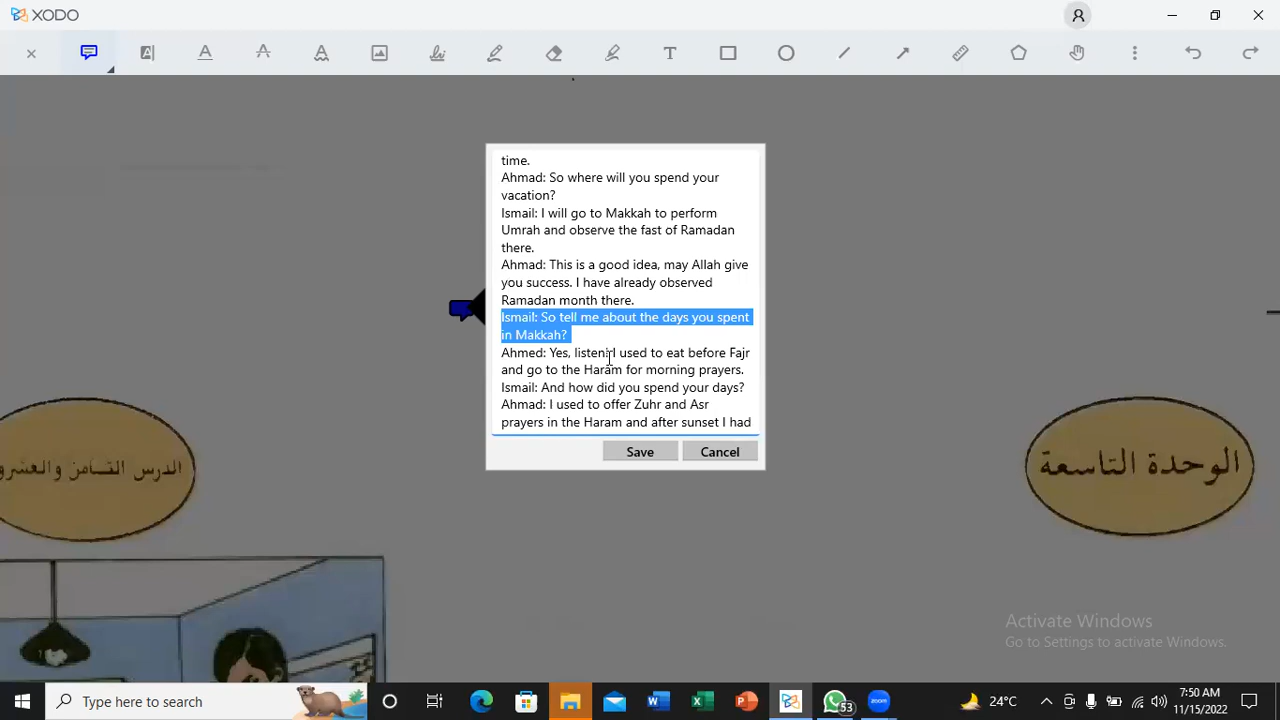 XODO
time.
Ahmad: So where will you spend your
vacation?
Ismail: I will go to Makkah to perform
Umrah and observe the fast of Ramadan
there.
Ahmad: This is a good idea, may Allah give
you success. I have already observed
Ramadan month there.
Ismail: So tell me about the days you spent
in Makkah?
Ahmed: Yes, listen:I used to eat before Fajr
and go to the Haram for morning prayers.
Ismail: And how did you spend your days?
Ahmad: I used to offer Zuhr and Asr
prayers in the Haram and after sunset I had
Save Cancel
الوحدة التاسعة
الدرس الثامن والعشرو
Activate Windows
Go to Settings to activate Windows.
Type here to search
53
zoom
24°C
7:50 AM
11/15/2022